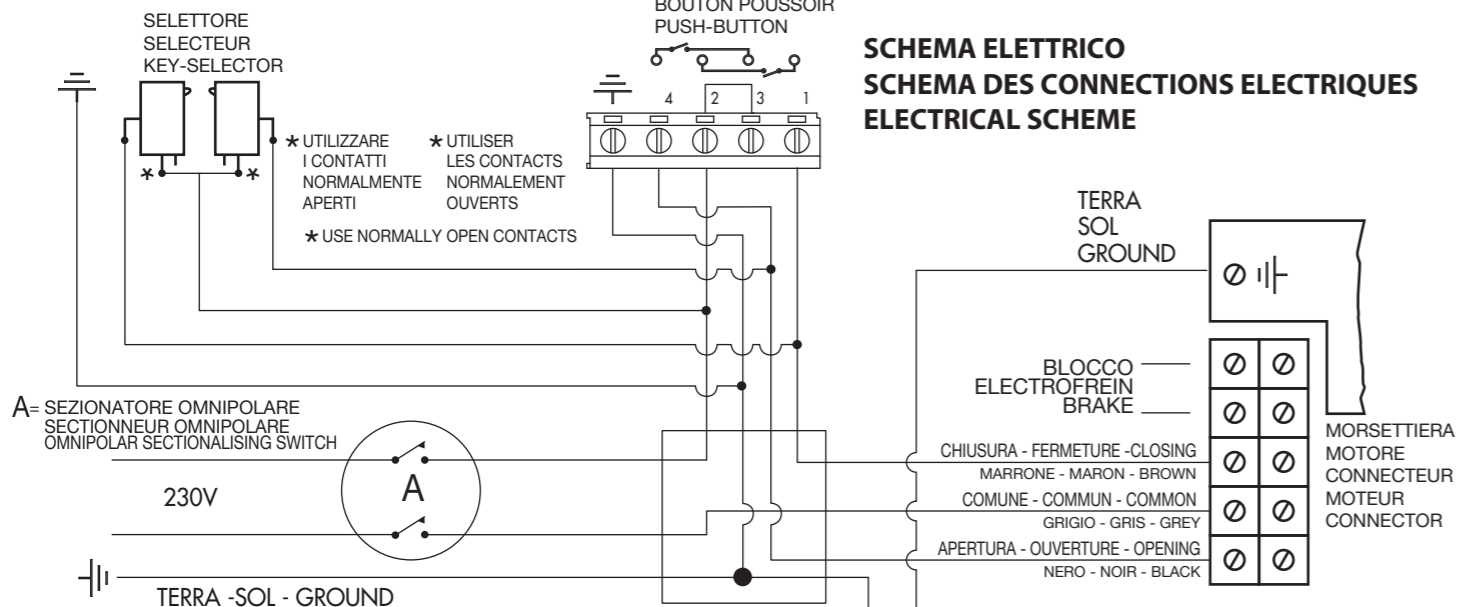 BOUTON POUSSOIR
PUSH-BUTTON
SELETTORE
SELECTEUR
KEY-SELECTOR
SCHEMA ELETTRICO
SCHEMA DES CONNECTIONS ELECTRIQUES
ELECTRICAL SCHEME
4 2 3 1
* UTILIZZARE
I CONTATTI
NORMALMENTE
APERTI
* UTILISER
LES CONTACTS
NORMALEMENT
OUVERTS
* *
* USE NORMALLY OPEN CONTACTS
TERRA
SOL
GROUND
BLOCCO
ELECTROFREIN
BRAKE
A= SEZIONATORE OMNIPOLARE
SECTIONNEUR OMNIPOLARE
OMNIPOLAR SECTIONALISING SWITCH
230V
A
CHIUSURA - FERMETURE -CLOSING
MARRONE - MARON - BROWN
COMUNE - COMMUN - COMMON
GRIGIO - GRIS - GREY
APERTURA - OUVERTURE - OPENING
NERO - NOIR - BLACK
MORSETTIERA
MOTORE
CONNECTEUR
MOTEUR
CONNECTOR
TERRA -SOL - GROUND